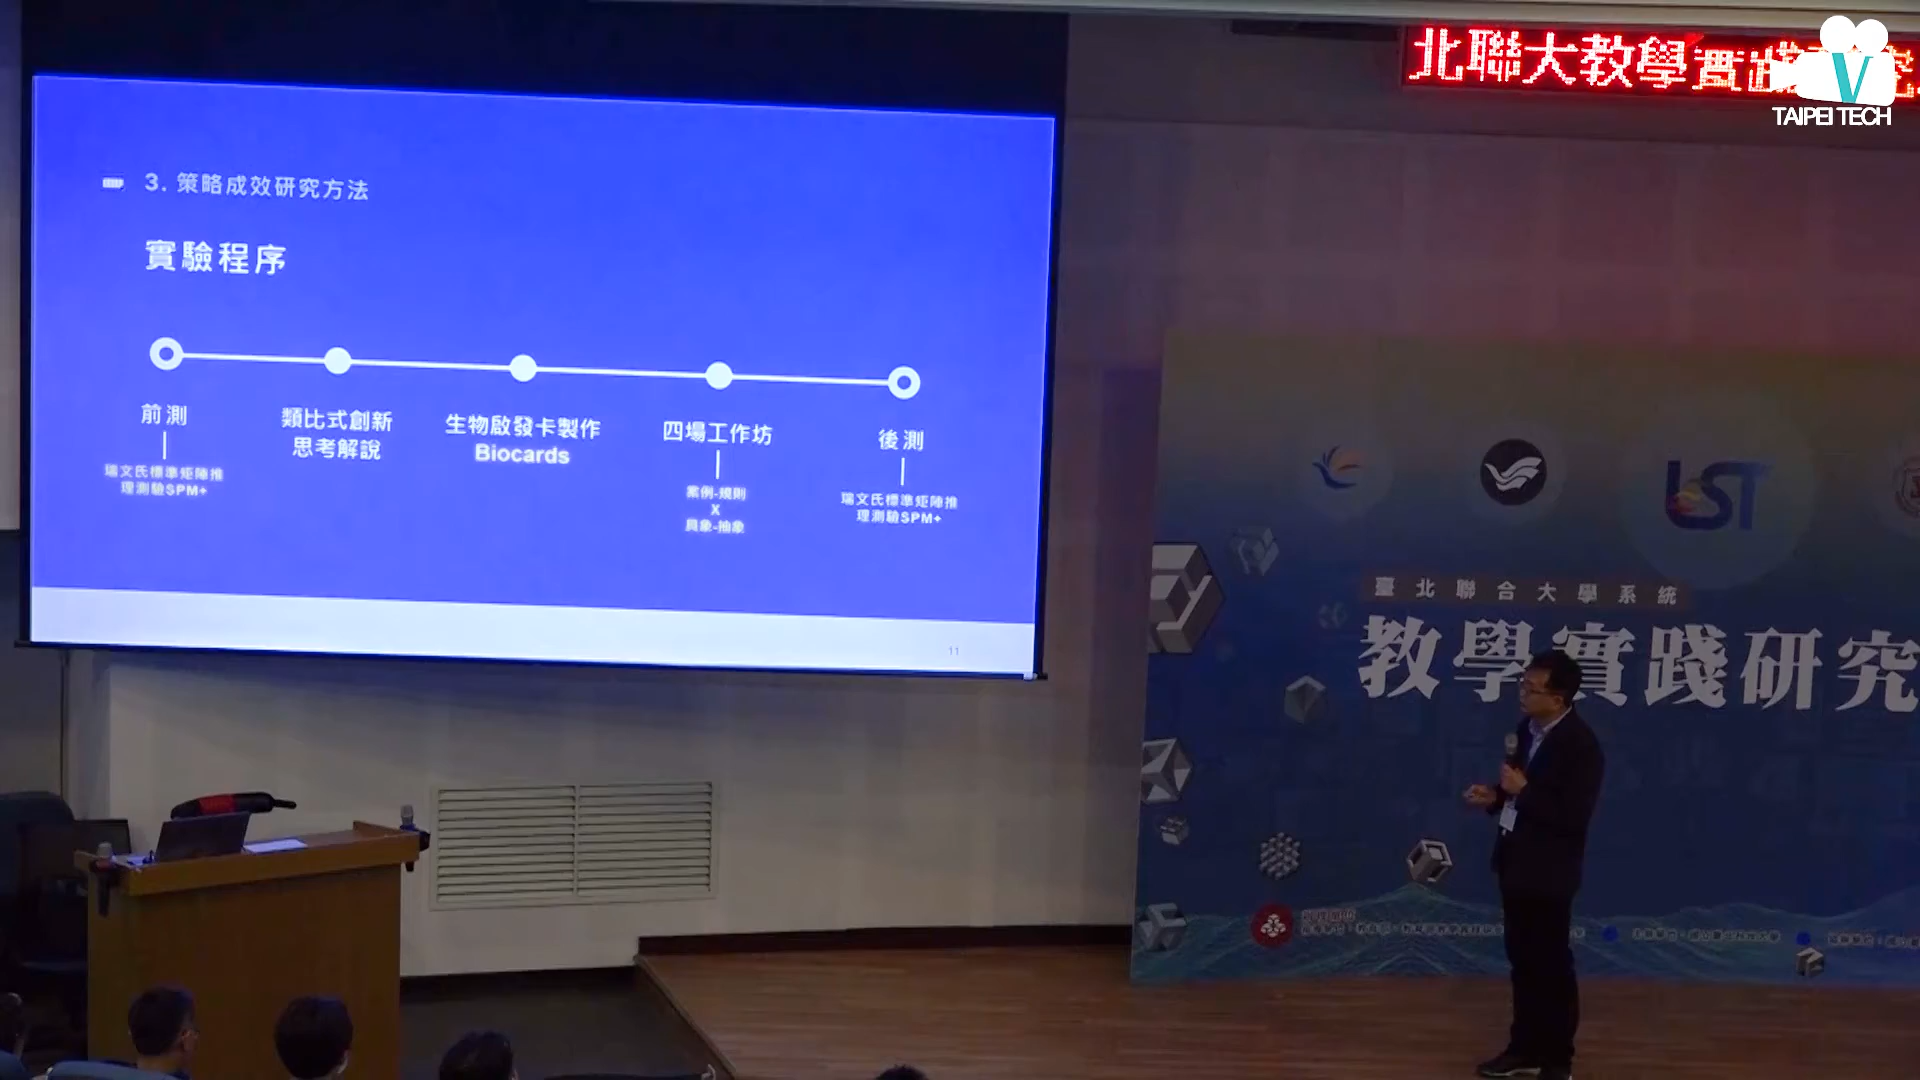 北聯大教學實踐
V
TAIPEI TECH
3. 策略成效研究方法
實驗程序
前測
瑞文氏標準矩陣推
理測驗SPM+
類比式創新
思考解說
生物啟發卡製作
Biocards
四場工作坊
案例-規則
X
具象-抽象
後測
瑞文氏標準矩陣推
理測驗SPM+
11
UST
臺北聯合大學系統
教學實踐研究